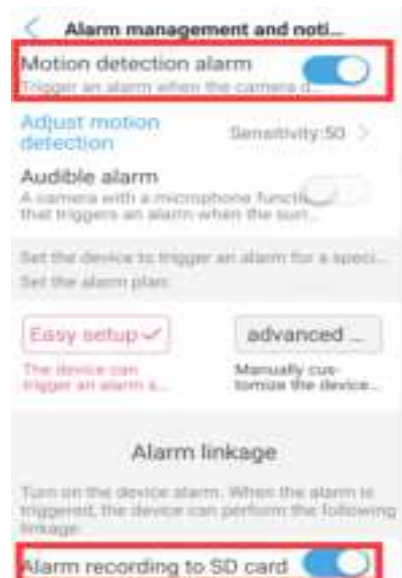 Alarm management and noti...
Motion detection alarm
Trigger an alarm when the camera d...
Adjust motion
detection
Sensitivity:50 >
Audible alarm
A camera with a microphone functi
that triggers an alarm when the surr...
Set the device to trigger an alarm for a speci...
Set the alarm plan:
Easy setup✓
advanced ...
The device can
trigger an alarm a...
Manually cus-
tomize the device...
Alarm linkage
Turn on the device alarm. When the alarm is
triggered, the device can perform the following
linkage:
Alarm recording to SD card